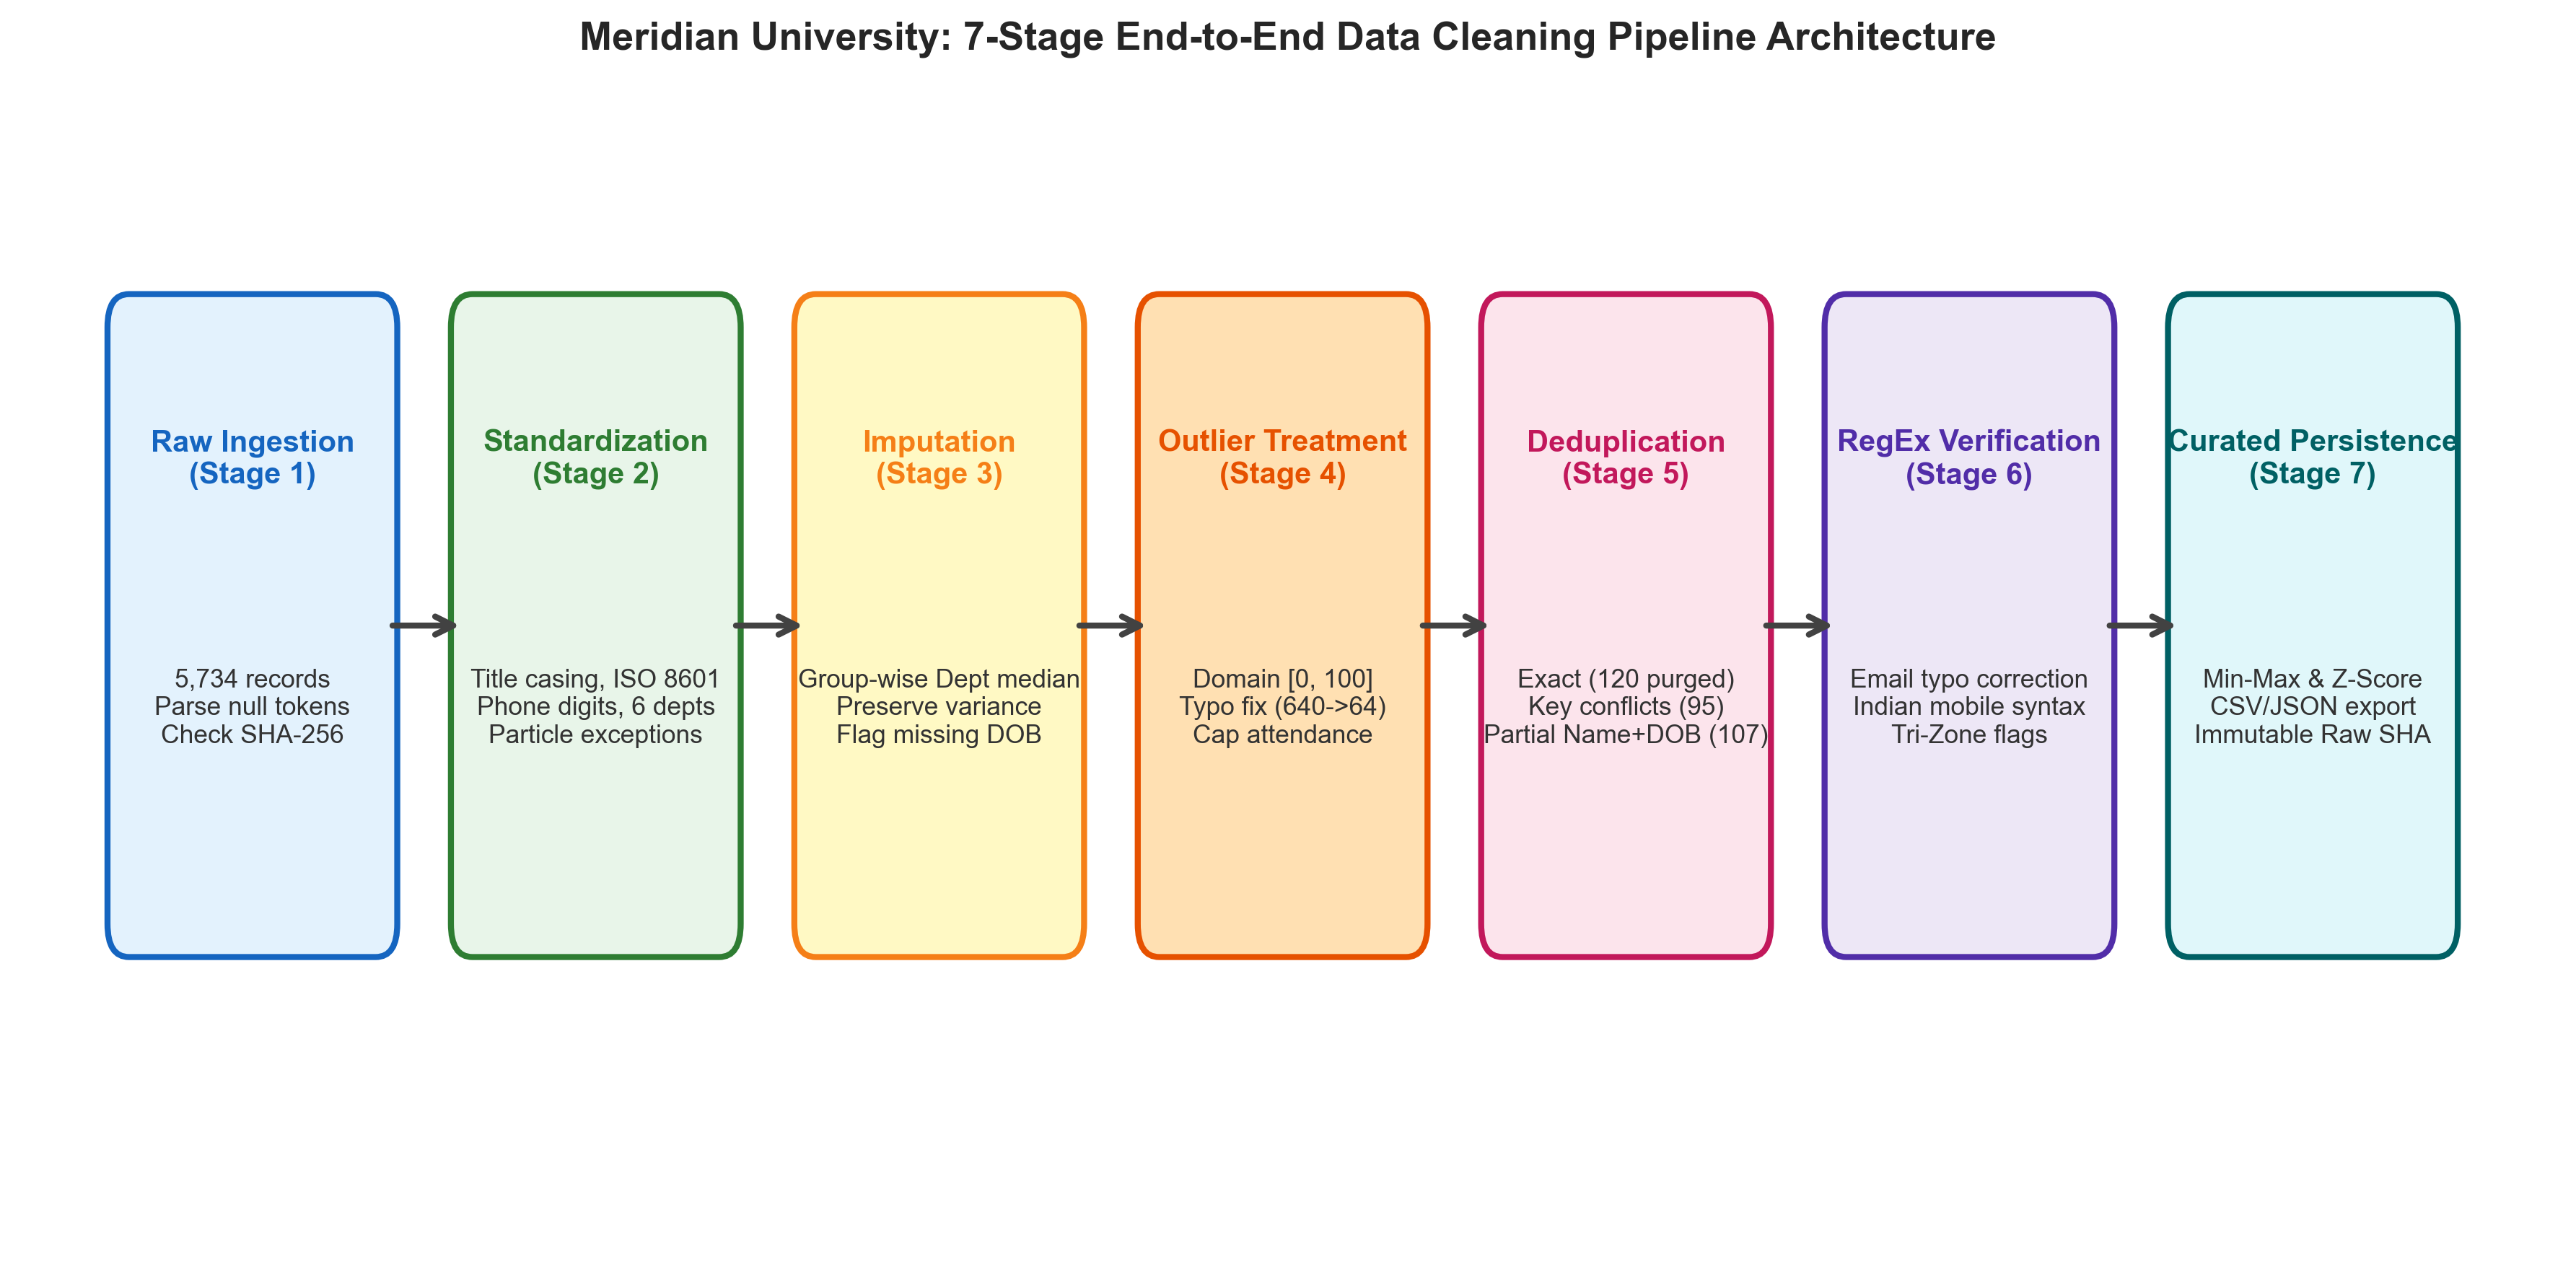 Meridian University: 7-Stage End-to-End Data Cleaning Pipeline Architecture
Raw Ingestion
(Stage 1)
5,734 records
Parse null tokens
Check SHA-256
Standardization
(Stage 2)
Title casing, ISO 8601
Phone digits, 6 depts
Particle exceptions
Imputation
(Stage 3)
Group-wise Dept median
Preserve variance
Flag missing DOB
Outlier Treatment
(Stage 4)
Domain [0, 100]
Typo fix (640->64)
Cap attendance
Deduplication
(Stage 5)
Exact (120 purged)
Key conflicts (95)
Partial Name+DOB (107)
RegEx Verification
(Stage 6)
Email typo correction
Indian mobile syntax
Tri-Zone flags
Curated Persistence
(Stage 7)
Min-Max & Z-Score
CSV/JSON export
Immutable Raw SHA